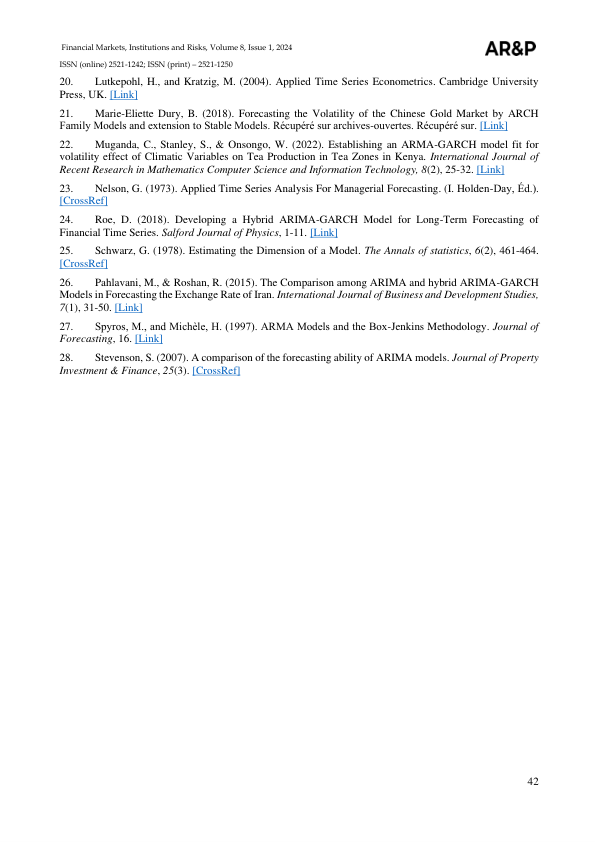 Financial Markets, Institutions and Risks, Volume 8, Issue 1, 2024
AR&P
ISSN (online) 2521-1242; ISSN (print) – 2521-1250
20. Lutkepohl, H., and Kratzig, M. (2004). Applied Time Series Econometrics. Cambridge University
Press, UK. [Link]
21. Marie-Eliette Dury, B. (2018). Forecasting the Volatility of the Chinese Gold Market by ARCH
Family Models and extension to Stable Models. Récupéré sur archives-ouvertes. Récupéré sur. [Link]
22. Muganda, C., Stanley, S., & Onsongo, W. (2022). Establishing an ARMA-GARCH model fit for
volatility effect of Climatic Variables on Tea Production in Tea Zones in Kenya. International Journal of
Recent Research in Mathematics Computer Science and Information Technology, 8(2), 25-32. [Link]
23. Nelson, G. (1973). Applied Time Series Analysis For Managerial Forecasting. (I. Holden-Day, Éd.).
[CrossRef]
24. Roe, D. (2018). Developing a Hybrid ARIMA-GARCH Model for Long-Term Forecasting of
Financial Time Series. Salford Journal of Physics, 1-11. [Link]
25. Schwarz, G. (1978). Estimating the Dimension of a Model. The Annals of statistics, 6(2), 461-464.
[CrossRef]
26. Pahlavani, M., & Roshan, R. (2015). The Comparison among ARIMA and hybrid ARIMA-GARCH
Models in Forecasting the Exchange Rate of Iran. International Journal of Business and Development Studies,
7(1), 31-50. [Link]
27. Spyros, M., and Michèle, H. (1997). ARMA Models and the Box-Jenkins Methodology. Journal of
Forecasting, 16. [Link]
28. Stevenson, S. (2007). A comparison of the forecasting ability of ARIMA models. Journal of Property
Investment & Finance, 25(3). [CrossRef]
42